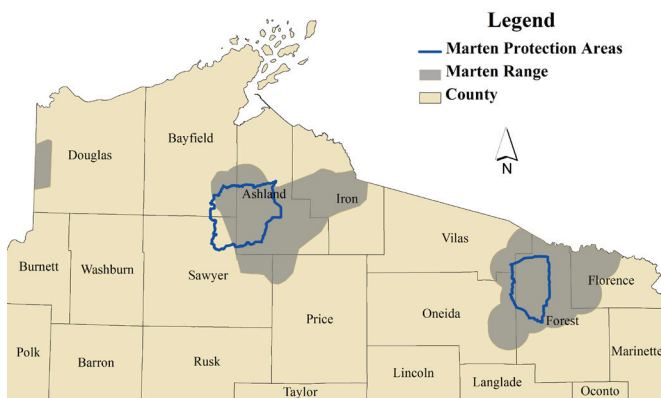 Legend
Marten Protection Areas
Marten Range
County
N
Bayfield
Douglas
Ashland
Iron
Vilas
Burnett
Washburn
Sawyer
Florence
Price
Oneida
Forest
Polk
Barron
Rusk
Marinette
Lincoln
Langlade
Taylor
Oconto